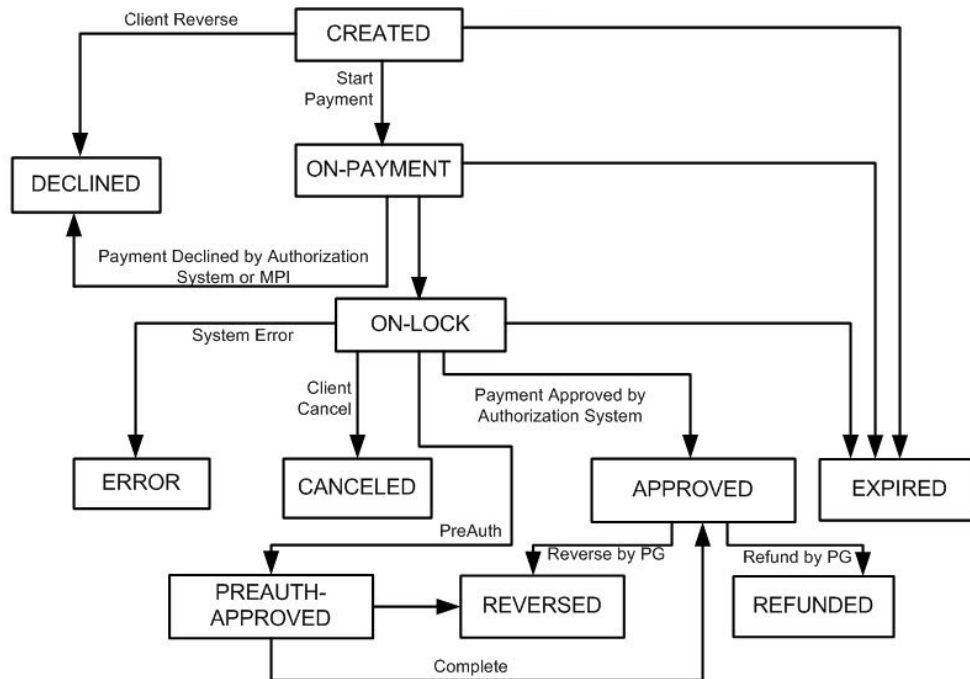 Client Reverse
CREATED
Start
Payment
DECLINED
ON-PAYMENT
Payment Declined by Authorization
System or MPI
ON-LOCK
System Error
Client
Cancel
Payment Approved by
Authorization System
ERROR
CANCELED
APPROVED
EXPIRED
PreAuth
Reverse by PG
Refund by PG
PREAUTH-
APPROVED
REVERSED
REFUNDED
Complete